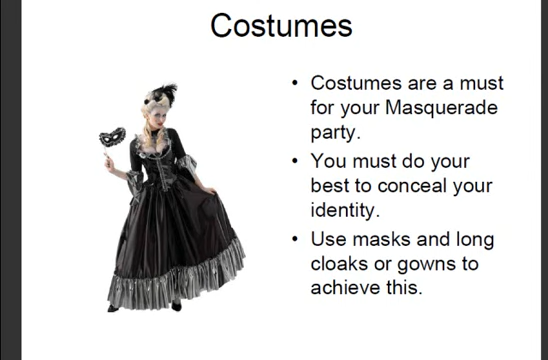 Costumes
• Costumes are a must
for your Masquerade
party.
• You must do your
best to conceal your
identity.
• Use masks and long
cloaks or gowns to
achieve this.